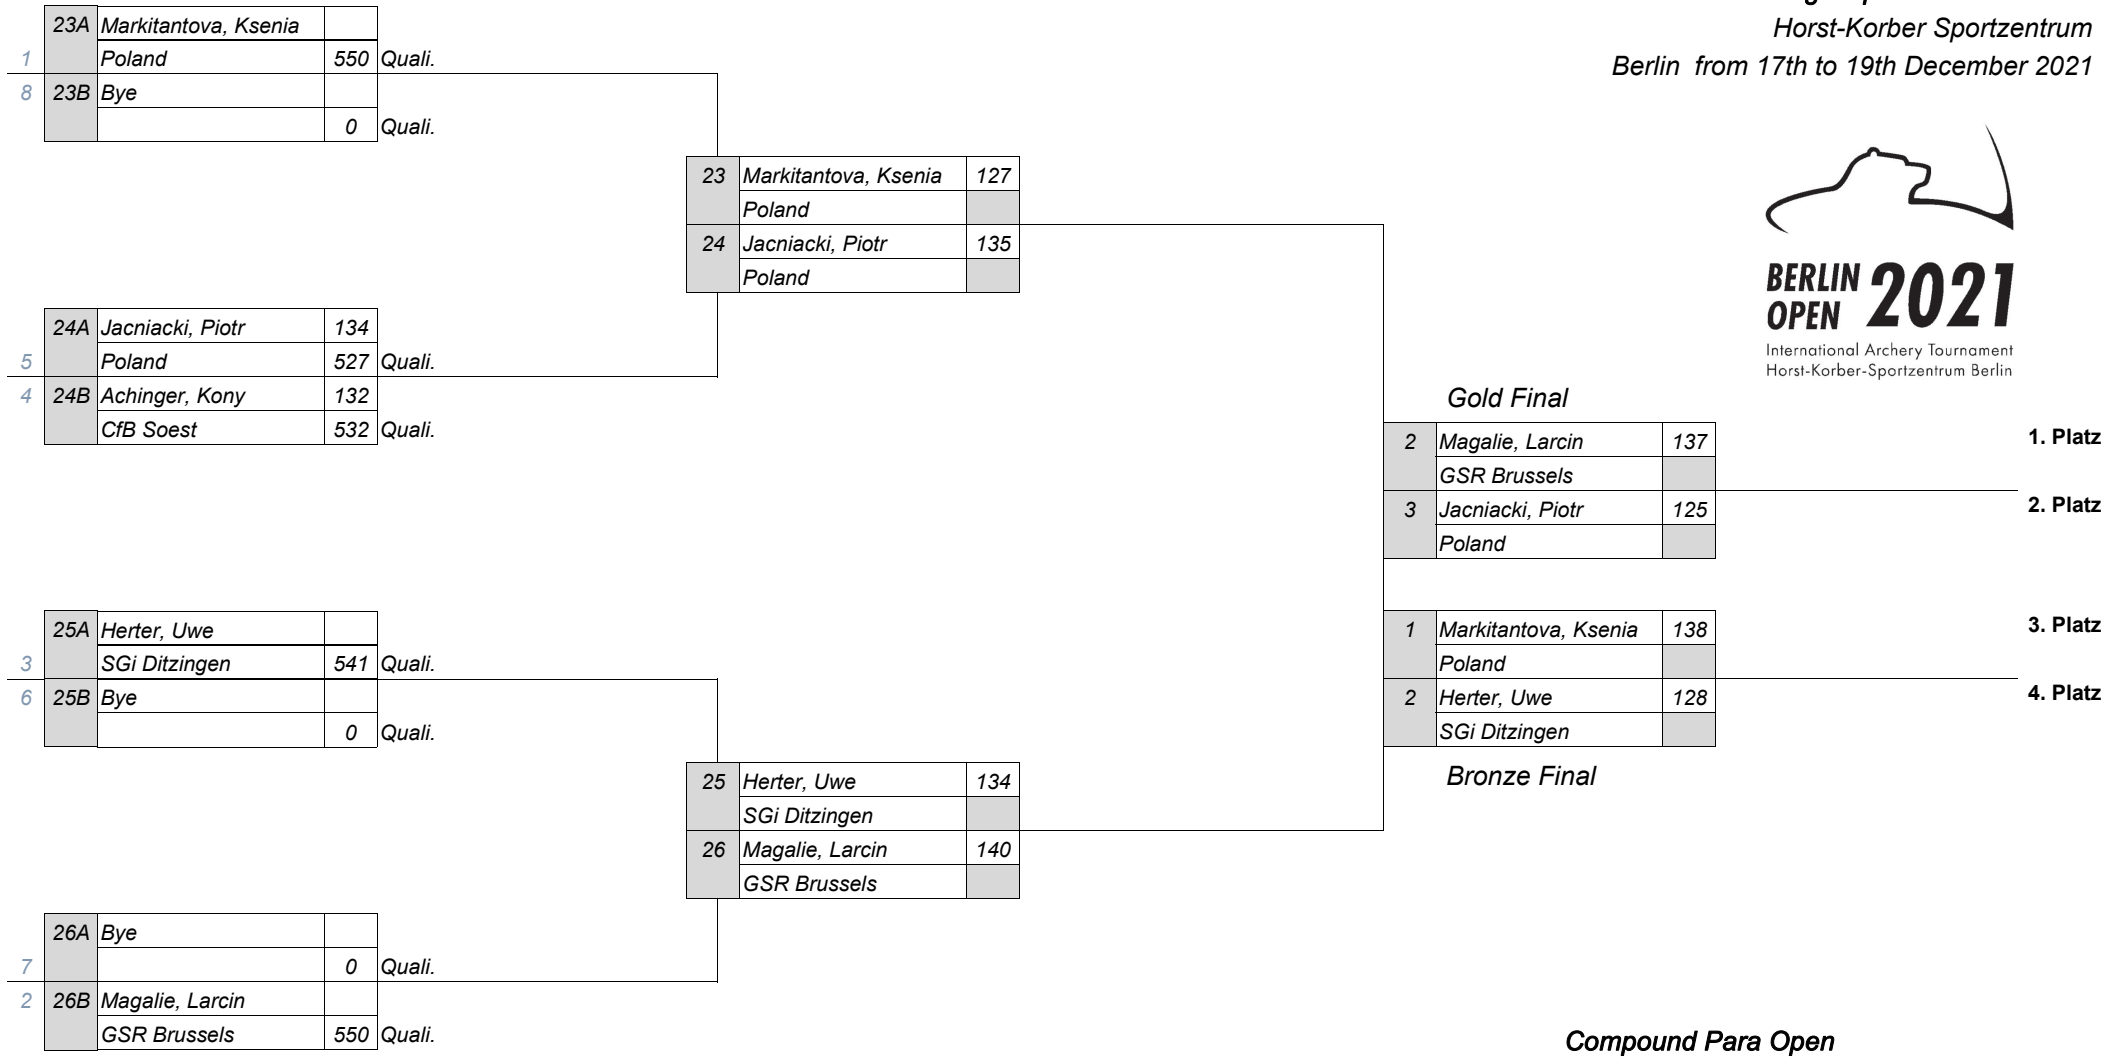 Horst-Korber Sportzentrum
Berlin from 17th to 19th December 2021
BERLIN OPEN 2021
International Archery Tournament
Horst-Korber-Sportzentrum Berlin
23A Markitantova, Ksenia
1 Poland 550 Quali.
8 23B Bye
0 Quali.
23 Markitantova, Ksenia 127
Poland
24 Jacniacki, Piotr 135
Poland
24A Jacniacki, Piotr 134
5 Poland 527 Quali.
4 24B Achinger, Kony 132
CfB Soest 532 Quali.
Gold Final
2 Magalie, Larcin 137 1. Platz
GSR Brussels
3 Jacniacki, Piotr 125 2. Platz
Poland
25A Herter, Uwe
3 SGi Ditzingen 541 Quali.
6 25B Bye
0 Quali.
1 Markitantova, Ksenia 138 3. Platz
Poland
2 Herter, Uwe 128 4. Platz
SGi Ditzingen
Bronze Final
25 Herter, Uwe 134
SGi Ditzingen
26 Magalie, Larcin 140
GSR Brussels
26A Bye
7 0 Quali.
2 26B Magalie, Larcin
GSR Brussels 550 Quali.
Compound Para Open